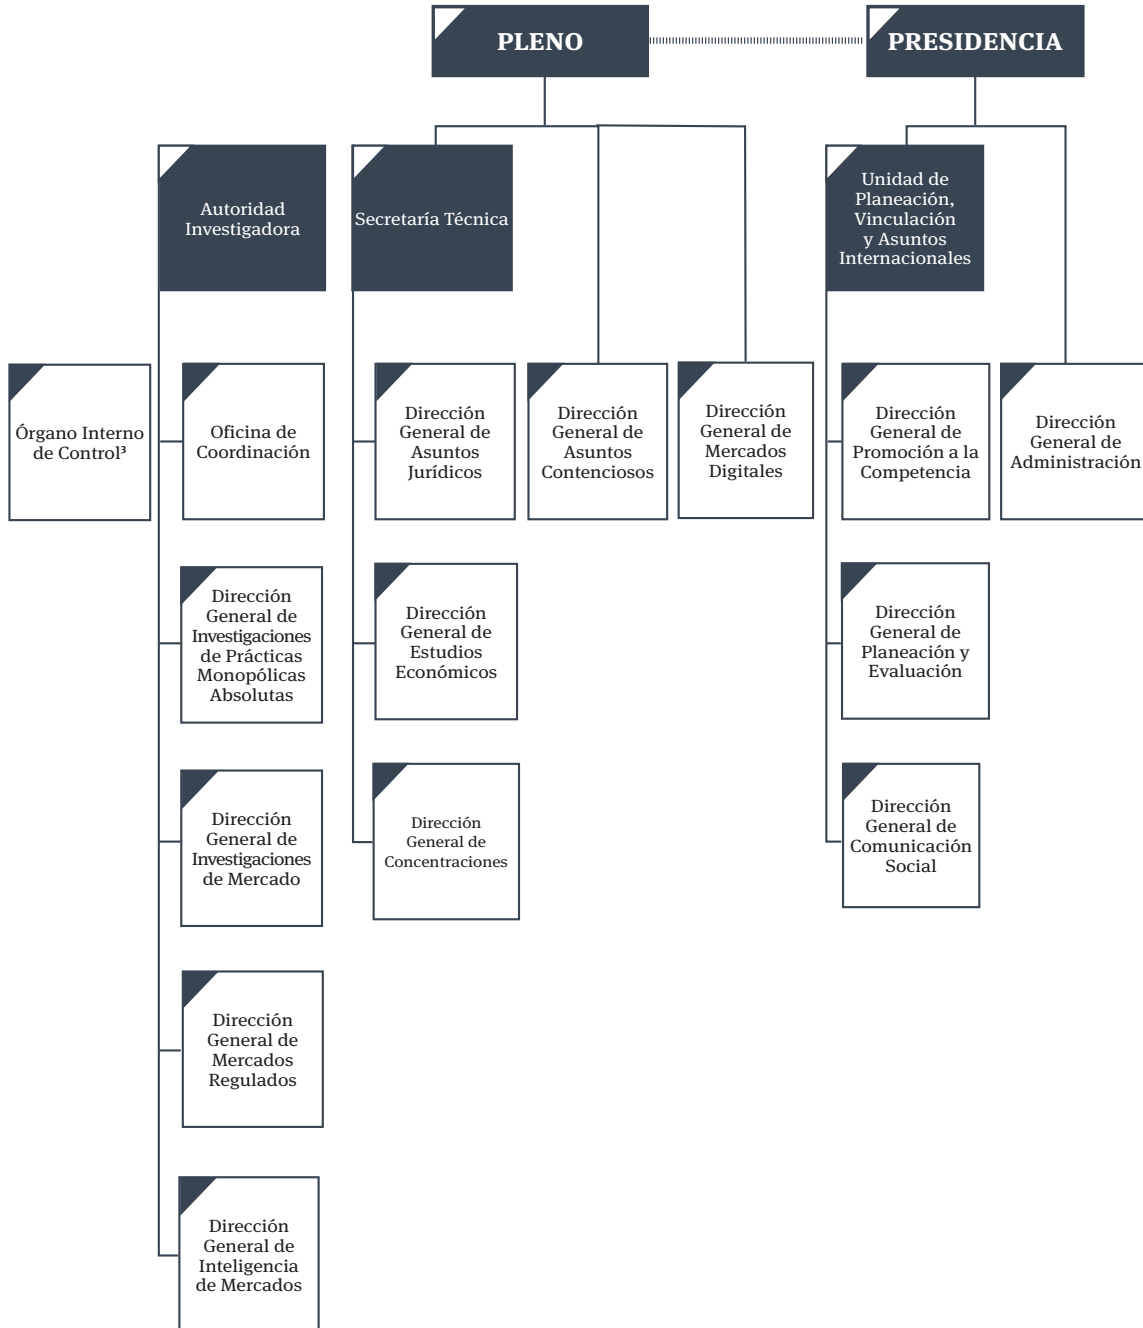 PLENO
PRESIDENCIA
Autoridad
Investigadora
Secretaría Técnica
Unidad de
Planeación,
Vinculación
y Asuntos
Internacionales
Órgano Interno
de Control³
Oficina de
Coordinación
Dirección
General de
Asuntos
Jurídicos
Dirección
General de
Asuntos
Contenciosos
Dirección
General de
Mercados
Digitales
Dirección
General de
Promoción a la
Competencia
Dirección
General de
Administración
Dirección
General de
Investigaciones
de Prácticas
Monopólicas
Absolutas
Dirección
General de
Estudios
Económicos
Dirección
General de
Planeación y
Evaluación
Dirección
General de
Investigaciones
de Mercado
Dirección
General de
Concentraciones
Dirección
General de
Comunicación
Social
Dirección
General de
Mercados
Regulados
Dirección
General de
Inteligencia
de Mercados